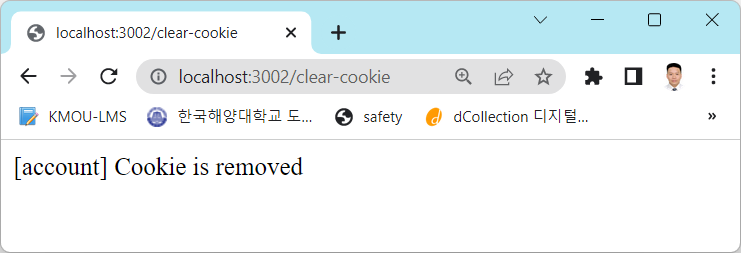 localhost:3002/clear-cookie
localhost:3002/clear-cookie
KMOU-LMS 한국해양대학교 도... safety dCollection 디지털... »
[account] Cookie is removed